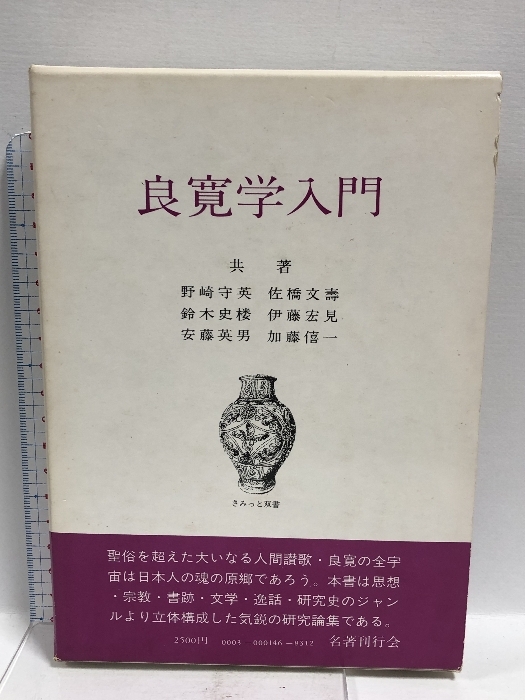 良寛学入門
共著
野崎守英 佐橋文壽
鈴木史楼 伊藤宏見
安藤英男 加藤僖一
さみっと双書
聖俗を超えた大いなる人間讃歌・良寛の全宇
宙は日本人の魂の原郷であろう。本書は思想
・宗教・書跡・文学・逸話・研究史のジャン
ルより立体構成した気鋭の研究論集である。
2500円 0003-000146-9312 名著刊行会